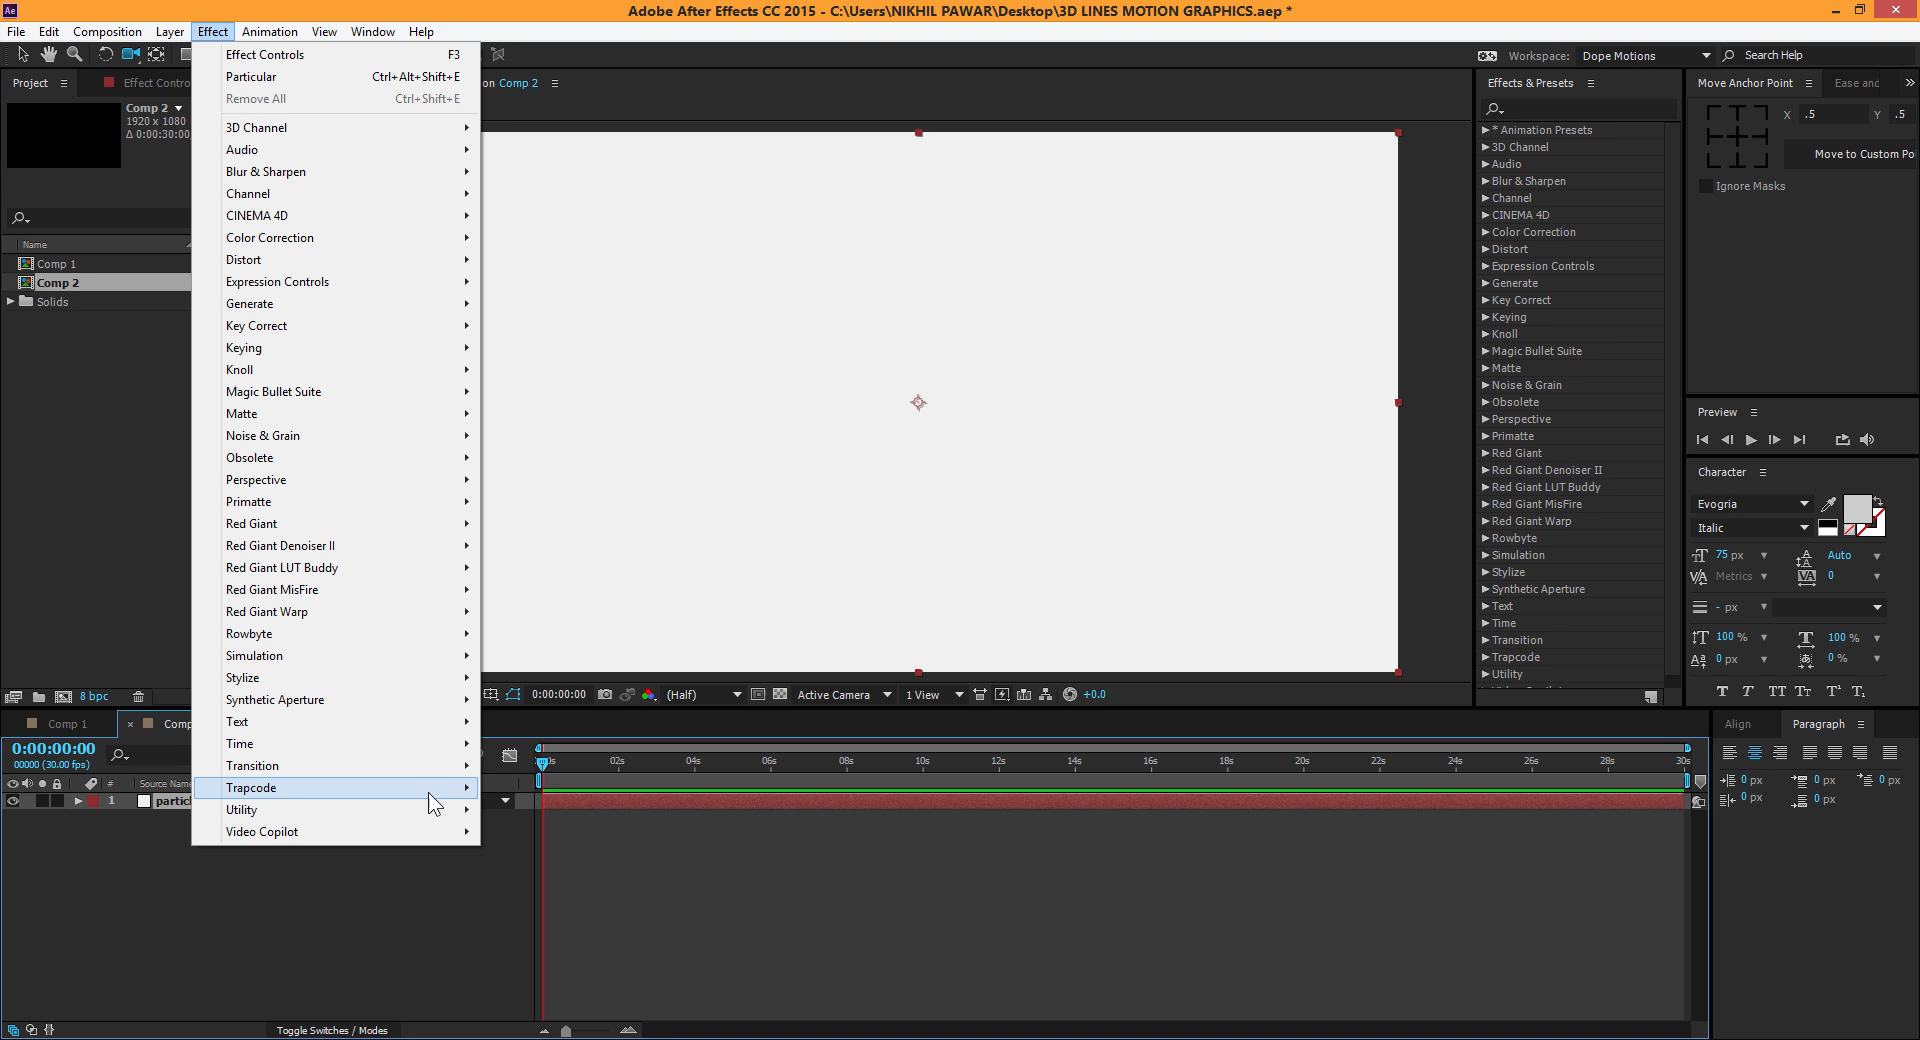 Ae
Adobe After Effects CC 2015 - C:\Users\NIKHIL PAWAR\Desktop\3D LINES MOTION GRAPHICS.aep *
File Edit Composition Layer Effect Animation View Window Help
Workspace: Dope Motions Search Help
Effect Controls F3
Particular Ctrl+Alt+Shift+E
Remove All Ctrl+Shift+E
3D Channel
Audio
Blur & Sharpen
Channel
CINEMA 4D
Color Correction
Distort
Expression Controls
Generate
Key Correct
Keying
Knoll
Magic Bullet Suite
Matte
Noise & Grain
Obsolete
Perspective
Primatte
Red Giant
Red Giant Denoiser II
Red Giant LUT Buddy
Red Giant MisFire
Red Giant Warp
Rowbyte
Simulation
Stylize
Synthetic Aperture
Text
Time
Transition
Trapcode
Utility
Video Copilot
Project Effect Contro
Comp 2
1920 x 1080
Δ 0:00:30:00
Name
Comp 1
Comp 2
Solids
8 bpc
on Comp 2
0:00:00:00 (Half) Active Camera 1 View +0.0
Effects & Presets
* Animation Presets
3D Channel
Audio
Blur & Sharpen
Channel
CINEMA 4D
Color Correction
Distort
Expression Controls
Generate
Key Correct
Keying
Knoll
Magic Bullet Suite
Matte
Noise & Grain
Obsolete
Perspective
Primatte
Red Giant
Red Giant Denoiser II
Red Giant LUT Buddy
Red Giant MisFire
Red Giant Warp
Rowbyte
Simulation
Stylize
Synthetic Aperture
Text
Time
Transition
Trapcode
Utility
Move Anchor Point Ease and
X .5 Y .5
Move to Custom Po
Ignore Masks
Preview
Character
Evogria
Italic
75 px Auto
Metrics 0
- px
100 % 100 %
0 px 0 %
Align Paragraph
0 px 0 px 0 px
0 px 0 px
Comp 1 Comp
0:00:00:00
00000 (30.00 fps)
# Source Name
1 partic
02s 04s 06s 08s 10s 12s 14s 16s 18s 20s 22s 24s 26s 28s 30s
Toggle Switches / Modes